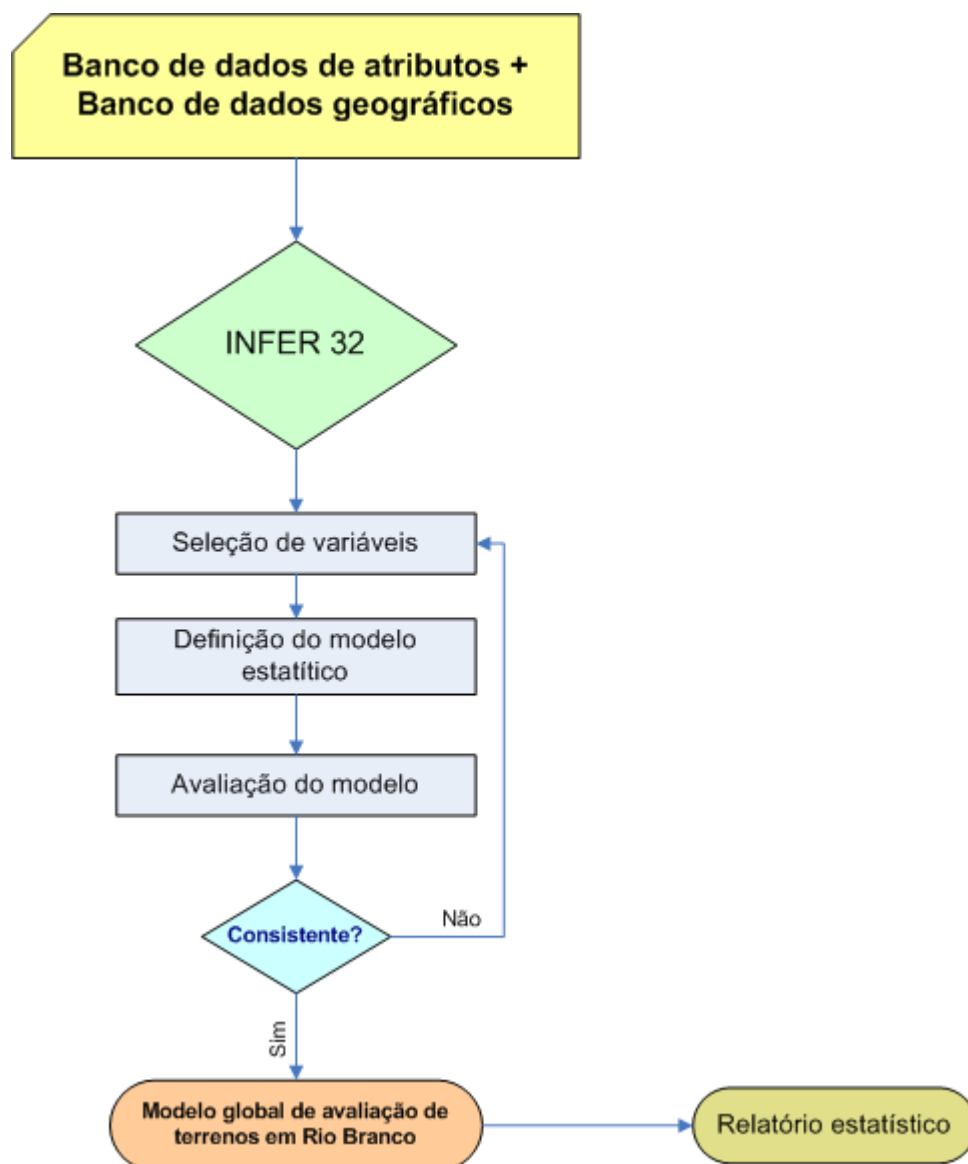 Banco de dados de atributos +
Banco de dados geográficos
INFER 32
Seleção de variáveis
Definição do modelo
estatítico
Avaliação do modelo
Consistente?
Não
Sim
Modelo global de avaliação de
terrenos em Rio Branco
Relatório estatístico